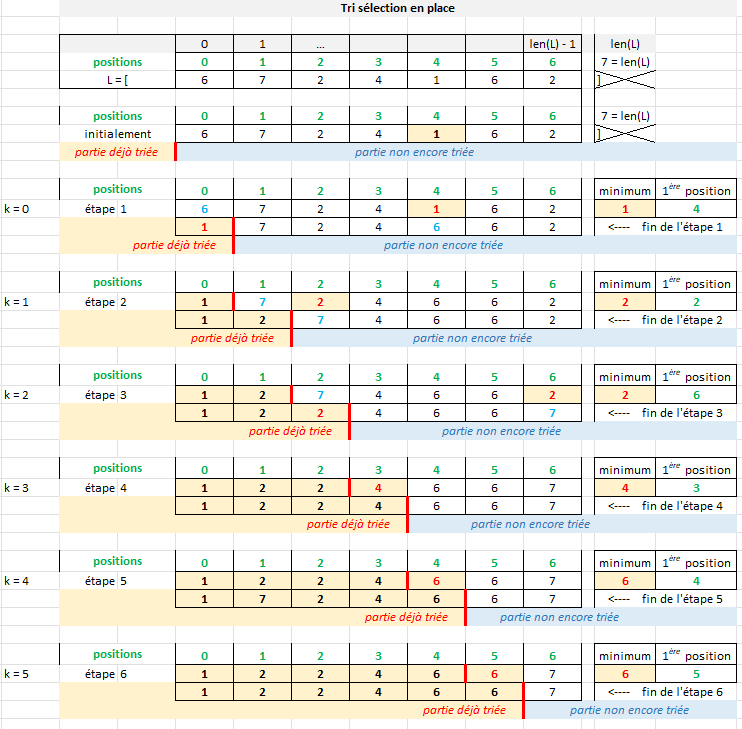 Tri sélection en place
0 1 ... len(L) - 1 len(L)
positions 0 1 2 3 4 5 6 7 = len(L)
L = [ 6 7 2 4 1 6 2 ]
positions 0 1 2 3 4 5 6 7 = len(L)
initialement 6 7 2 4 1 6 2 ]
partie déjà triée partie non encore triée
positions 0 1 2 3 4 5 6 minimum 1ère position
k = 0 étape 1 6 7 2 4 1 6 2 1 4
1 7 2 4 6 6 2 <---- fin de l'étape 1
partie déjà triée partie non encore triée
positions 0 1 2 3 4 5 6 minimum 1ère position
k = 1 étape 2 1 7 2 4 6 6 2 2 2
1 2 7 4 6 6 2 <---- fin de l'étape 2
partie déjà triée partie non encore triée
positions 0 1 2 3 4 5 6 minimum 1ère position
k = 2 étape 3 1 2 7 4 6 6 2 2 6
1 2 2 4 6 6 7 <---- fin de l'étape 3
partie déjà triée partie non encore triée
positions 0 1 2 3 4 5 6 minimum 1ère position
k = 3 étape 4 1 2 2 4 6 6 7 4 3
1 2 2 4 6 6 7 <---- fin de l'étape 4
partie déjà triée partie non encore triée
positions 0 1 2 3 4 5 6 minimum 1ère position
k = 4 étape 5 1 2 2 4 6 6 7 6 4
1 7 2 4 6 6 7 <---- fin de l'étape 5
partie déjà triée partie non encore triée
positions 0 1 2 3 4 5 6 minimum 1ère position
k = 5 étape 6 1 2 2 4 6 6 7 6 5
1 2 2 4 6 6 7 <---- fin de l'étape 6
partie déjà triée partie non encore triée